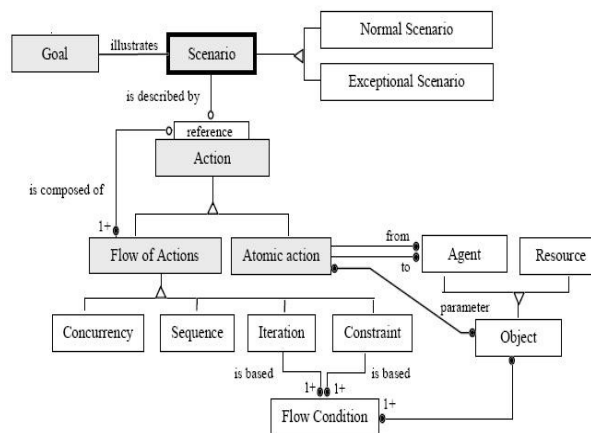 Normal Scenario
Goal
illustrates
Scenario
Exceptional Scenario
is described by
reference
Action
is composed of
1+
Flow of Actions
Atomic action
from
to
Agent
Resource
parameter
Concurrency
Sequence
Iteration
Constraint
Object
is based
is based
1+
1+
1+
Flow Condition